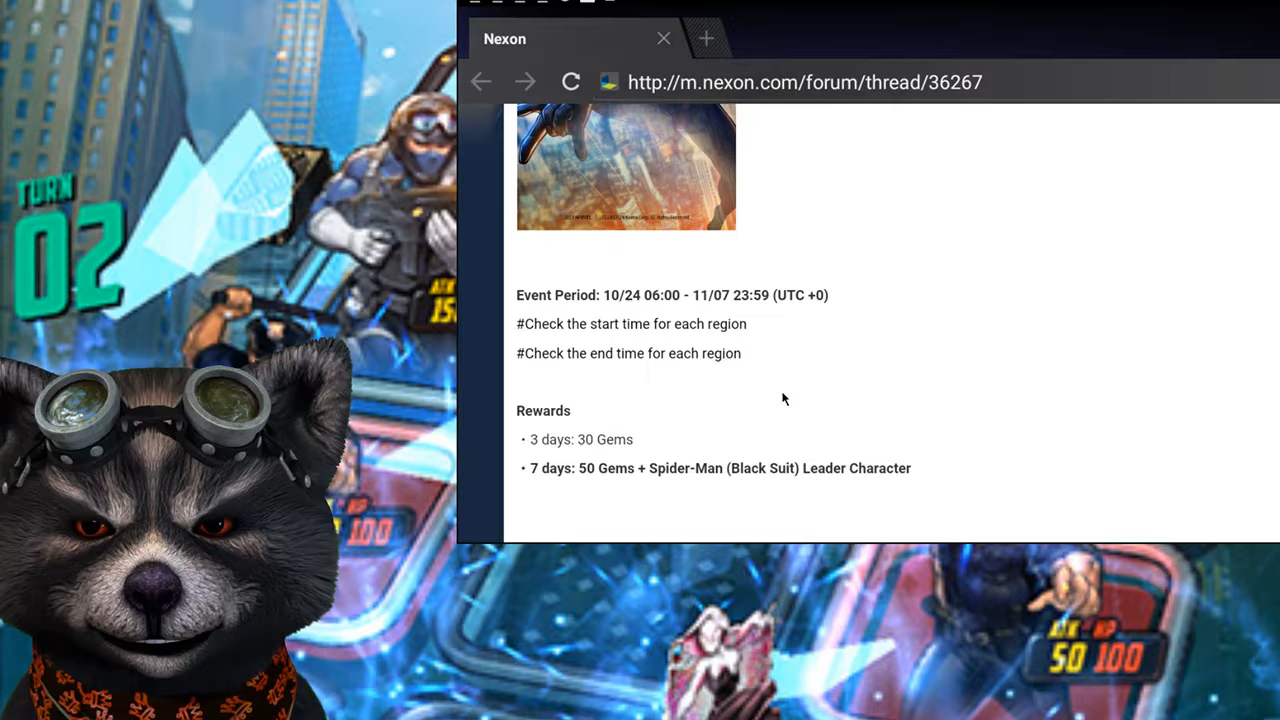 Nexon
http://m.nexon.com/forum/thread/36267
TURN
02
ATK
15
Event Period: 10/24 06:00 - 11/07 23:59 (UTC +0)
#Check the start time for each region
#Check the end time for each region
Rewards
・3 days: 30 Gems
・7 days: 50 Gems + Spider-Man (Black Suit) Leader Character
HP
100
ATK HP
50 100